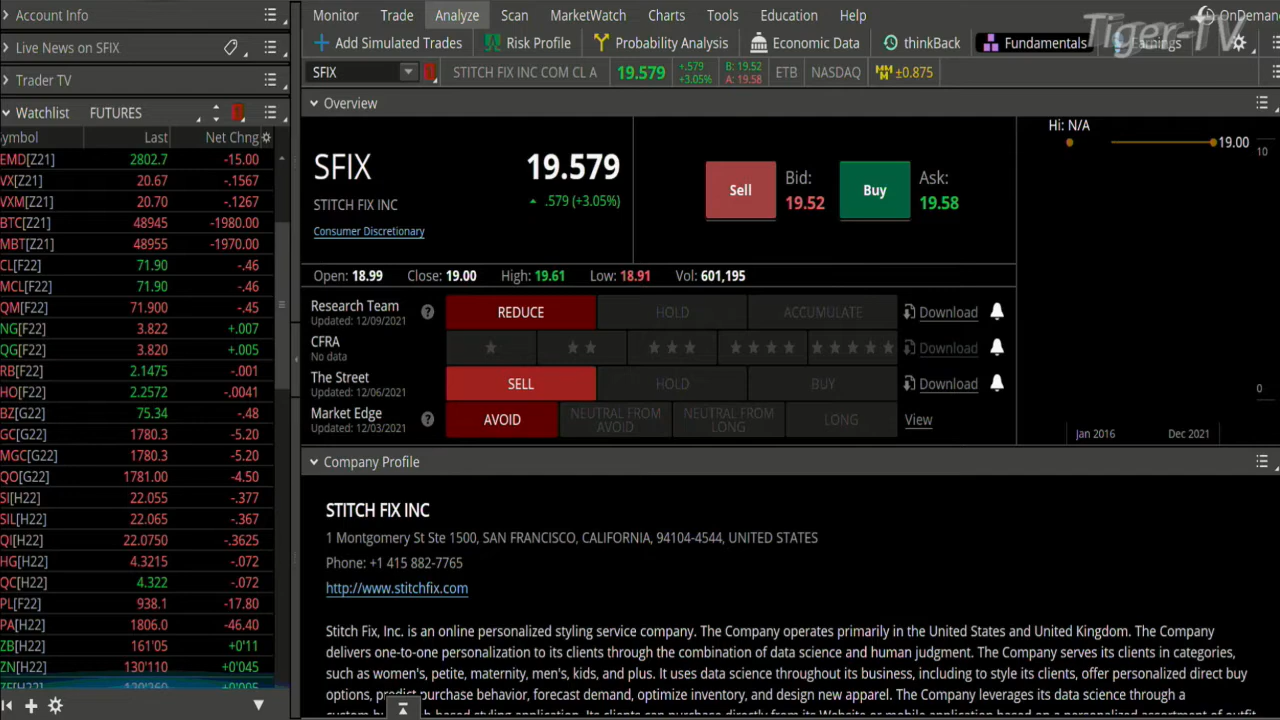 Account Info
Live News on SFIX
Trader TV
Watchlist FUTURES
ymbol Last Net Chng
EMD[Z21] 2802.7 -15.00
VX[Z21] 20.67 -.1567
VXM[Z21] 20.70 -.1267
BTC[Z21] 48945 -1980.00
MBT[Z21] 48955 -1970.00
CL[F22] 71.90 -.46
MCL[F22] 71.90 -.46
QM[F22] 71.900 -.45
NG[F22] 3.822 +.007
QG[F22] 3.820 +.005
RB[F22] 2.1475 -.001
HO[F22] 2.2572 -.0041
BZ[G22] 75.34 -.48
GC[G22] 1780.3 -5.20
MGC[G22] 1780.3 -5.20
QO[G22] 1781.00 -4.50
SI[H22] 22.055 -.377
SIL[H22] 22.065 -.367
QI[H22] 22.0750 -.3625
HG[H22] 4.3215 -.072
QC[H22] 4.322 -.072
PL[F22] 938.1 -17.80
PA[H22] 1806.0 -46.40
ZB[H22] 161'05 +0'11
ZN[H22] 130'110 +0'045
Monitor Trade Analyze Scan MarketWatch Charts Tools Education Help OnDeman
Tiger-TV
Add Simulated Trades Risk Profile Probability Analysis Economic Data thinkBack Fundamentals Earnings
SFIX STITCH FIX INC COM CL A 19.579 +.579 +3.05% B: 19.52 A: 19.58 ETB NASDAQ ±0.875
Overview
SFIX 19.579
STITCH FIX INC .579 (+3.05%)
Consumer Discretionary
Sell Bid: 19.52 Buy Ask: 19.58
Hi: N/A
19.00
10
0
Jan 2016 Dec 2021
Open: 18.99 Close: 19.00 High: 19.61 Low: 18.91 Vol: 601,195
Research Team
Updated: 12/09/2021
? REDUCE HOLD ACCUMULATE Download
CFRA
No data
Download
The Street
Updated: 12/06/2021
SELL HOLD BUY Download
Market Edge
Updated: 12/03/2021
? AVOID NEUTRAL FROM AVOID NEUTRAL FROM LONG LONG View
Company Profile
STITCH FIX INC
1 Montgomery St Ste 1500, SAN FRANCISCO, CALIFORNIA, 94104-4544, UNITED STATES
Phone: +1 415 882-7765
http://www.stitchfix.com
Stitch Fix, Inc. is an online personalized styling service company. The Company operates primarily in the United States and United Kingdom. The Company
delivers one-to-one personalization to its clients through the combination of data science and human judgment. The Company serves its clients in categories,
such as women's, petite, maternity, men's, kids, and plus. It uses data science throughout its business, including to style its clients, offer personalized direct buy
options, predict purchase behavior, forecast demand, optimize inventory, and design new apparel. The Company leverages its data science through a